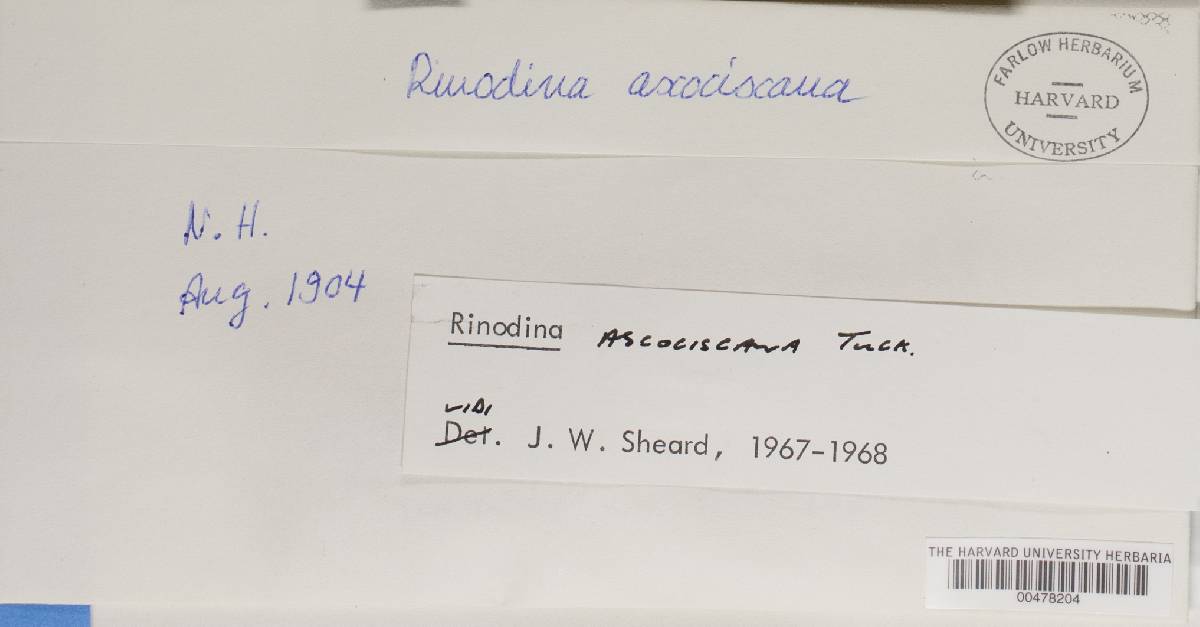 Rinodina ascociscana
FARLOW HERBARIUM
HARVARD
UNIVERSITY
N. H.
Aug. 1904
Rinodina ASCOCISCANA TUCK.
VIDI
Det. J. W. Sheard, 1967-1968
THE HARVARD UNIVERSITY HERBARIA
00478204